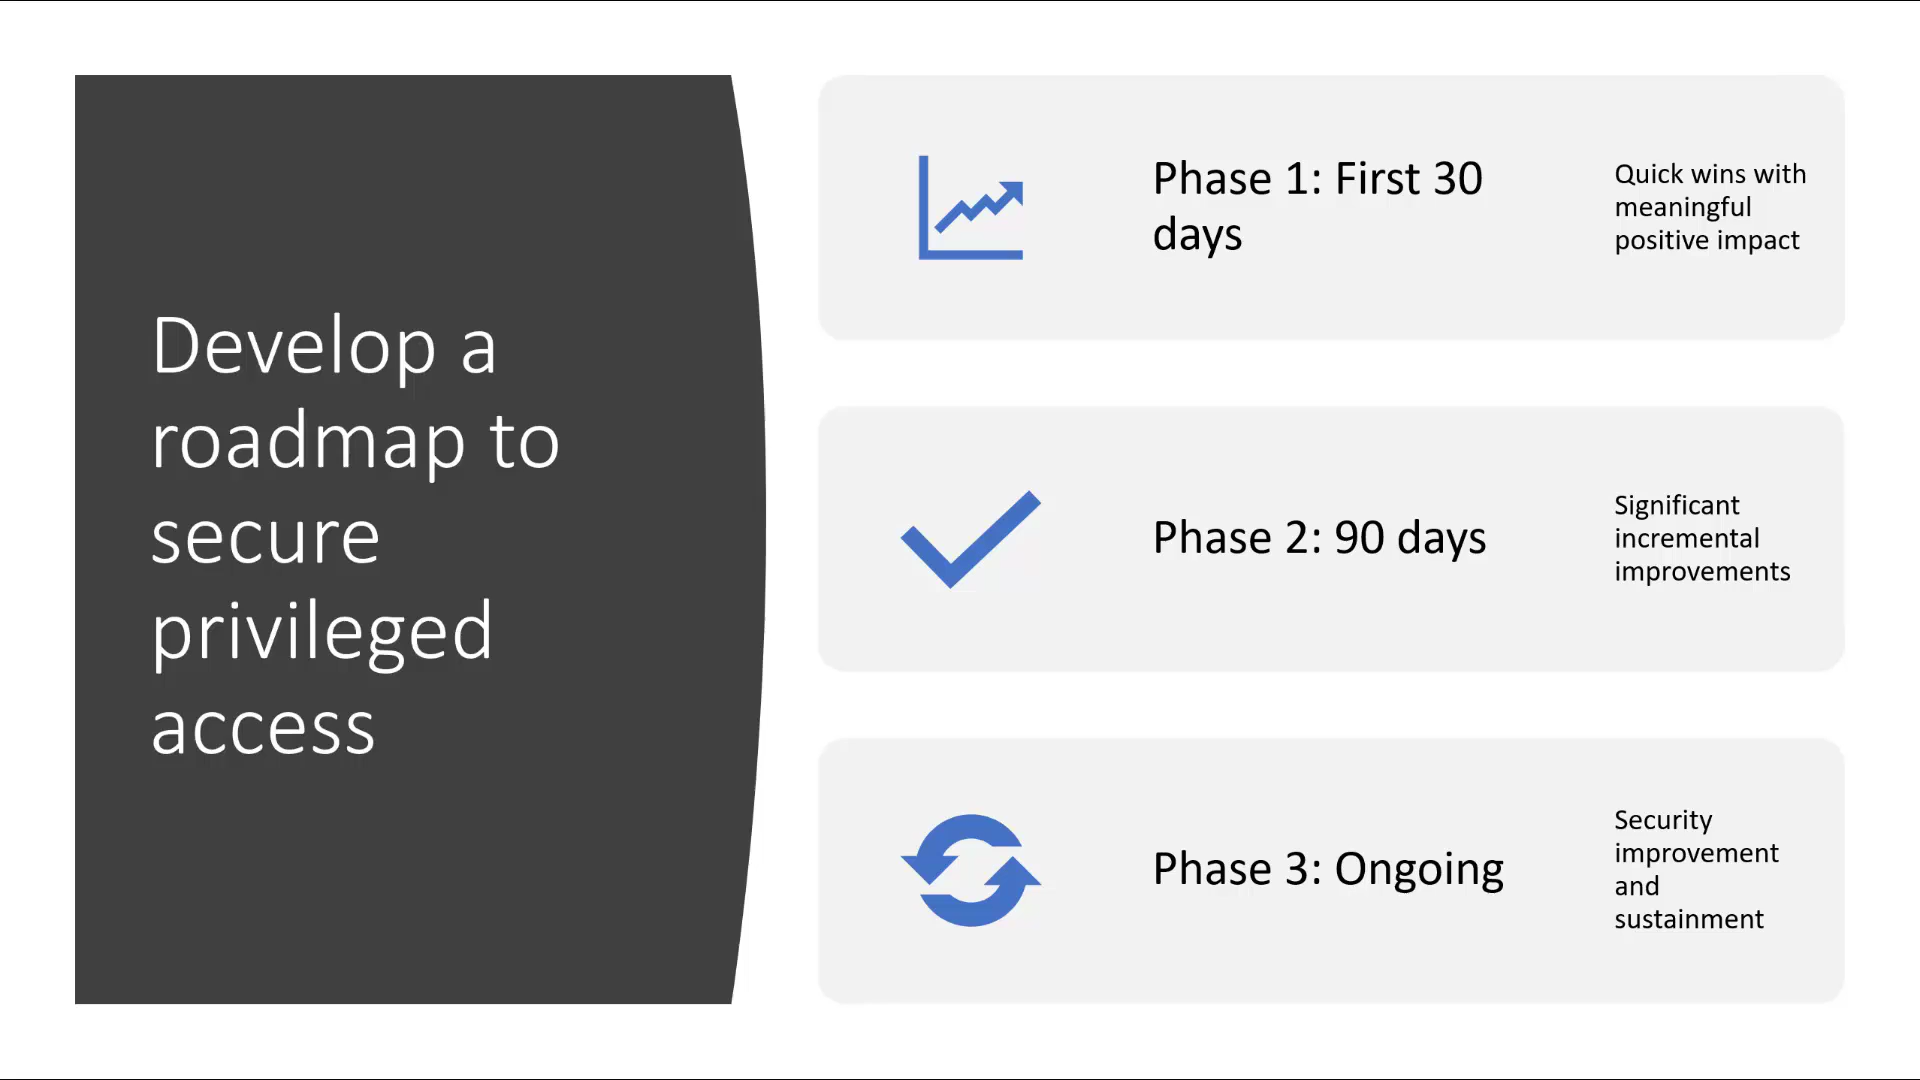 Develop a
roadmap to
secure
privileged
access
Phase 1: First 30
days
Quick wins with
meaningful
positive impact
Phase 2: 90 days
Significant
incremental
improvements
Phase 3: Ongoing
Security
improvement
and
sustainment